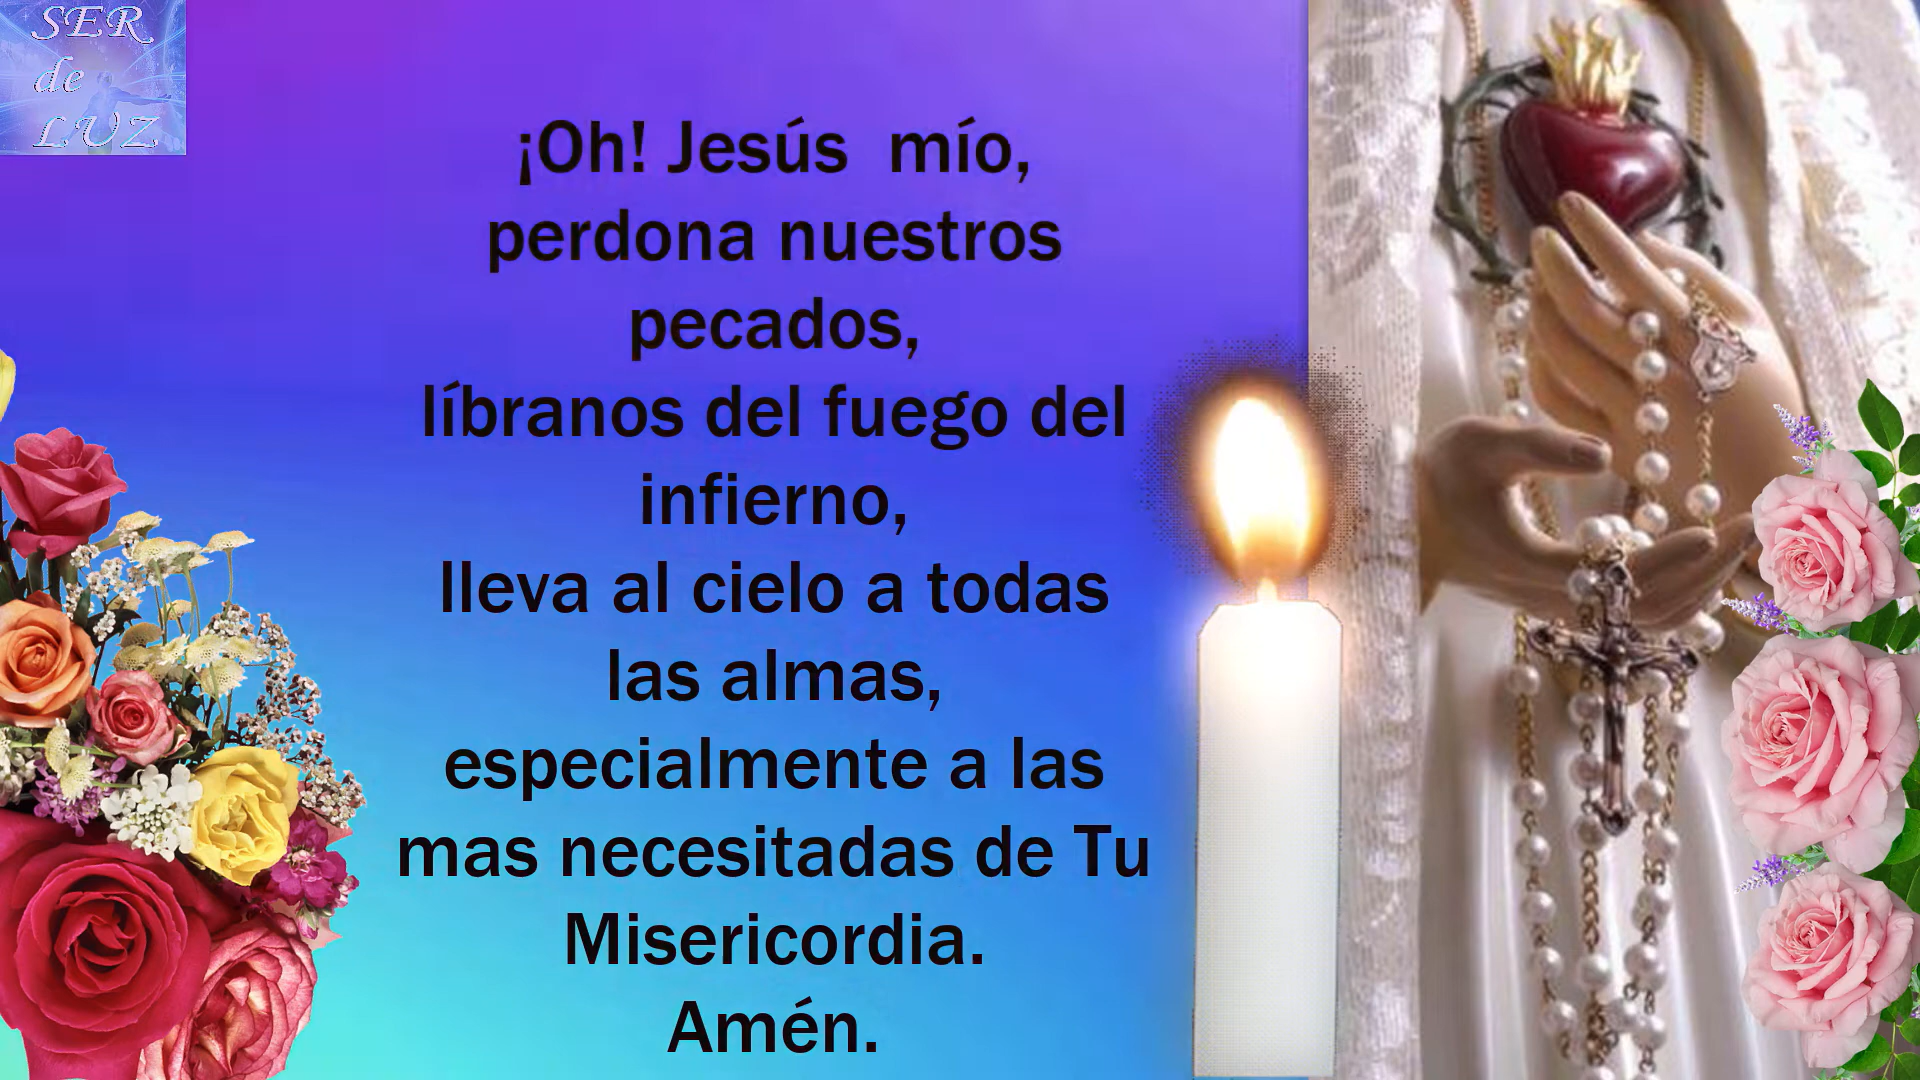 SER
de
LUZ
¡Oh! Jesús mío,
perdona nuestros
pecados,
líbranos del fuego del
infierno,
lleva al cielo a todas
las almas,
especialmente a las
mas necesitadas de Tu
Misericordia.
Amén.